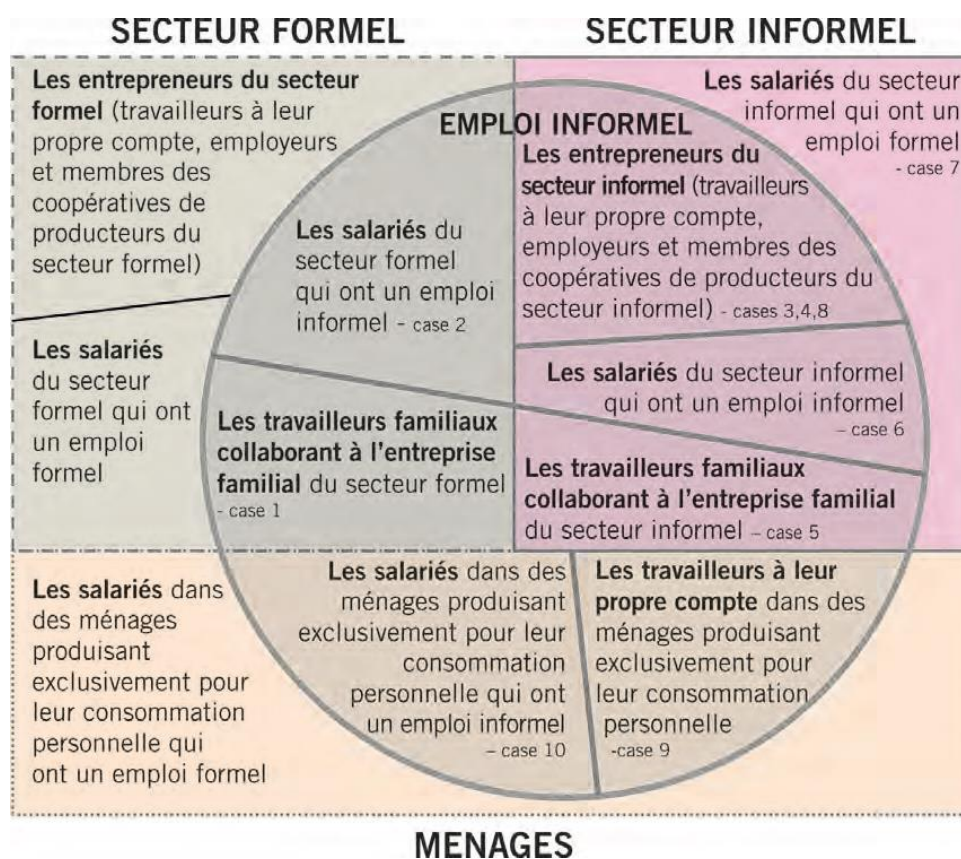 SECTEUR FORMEL
SECTEUR INFORMEL
Les entrepreneurs du secteur
formel (travailleurs à leur
propre compte, employeurs
et membres des
coopératives de
producteurs du
secteur formel)
Les salariés
du secteur
formel qui ont
un emploi
formel
EMPLOI INFORMEL
Les salariés du
secteur formel
qui ont un emploi
informel - case 2
Les travailleurs familiaux
collaborant à l'entreprise
familial du secteur formel
- case 1
Les entrepreneurs du
secteur informel (travailleurs
à leur propre compte,
employeurs et membres des
coopératives de producteurs du
secteur informel) - cases 3,4,8
Les salariés du secteur
informel qui ont un
emploi formel
- case 7
Les salariés du secteur informel
qui ont un emploi informel
– case 6
Les travailleurs familiaux
collaborant à l'entreprise familial
du secteur informel – case 5
Les salariés dans
des ménages
produisant
exclusivement pour
leur consommation
personnelle qui
ont un emploi formel
Les salariés dans des
ménages produisant
exclusivement pour leur
consommation
personnelle qui ont
un emploi informel
– case 10
Les travailleurs à leur
propre compte dans des
ménages produisant
exclusivement pour
leur consommation
personnelle
-case 9
MENAGES